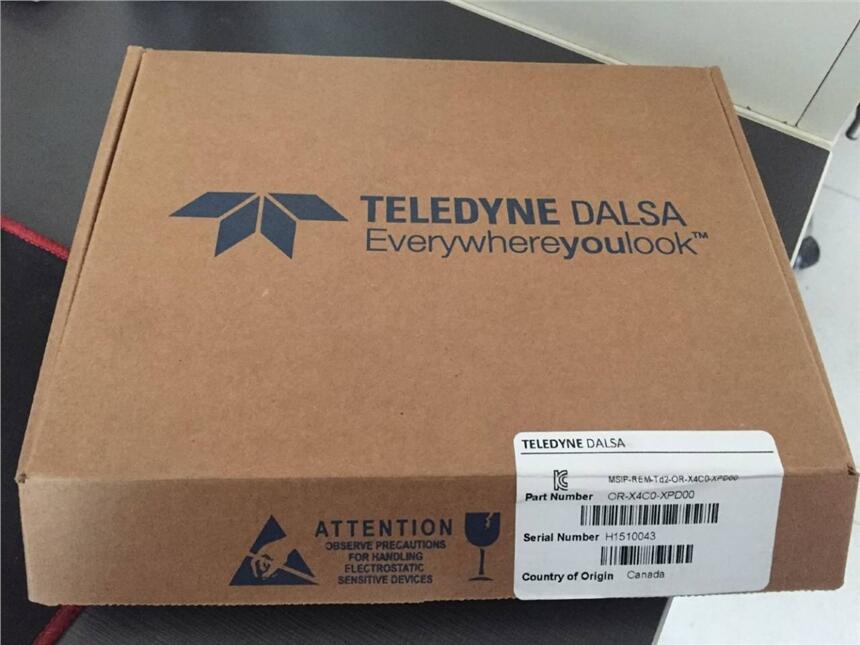 TELEDYNE DALSA
Everywhereyoulook™
TELEDYNE DALSA
MSIP-REM-Td2-OR-X4C0-XPD00
Part Number OR-X4C0-XPD00
Serial Number H1510043
Country of Origin Canada
ATTENTION
OBSERVE PRECAUTIONS
FOR HANDLING
ELECTROSTATIC
SENSITIVE DEVICES